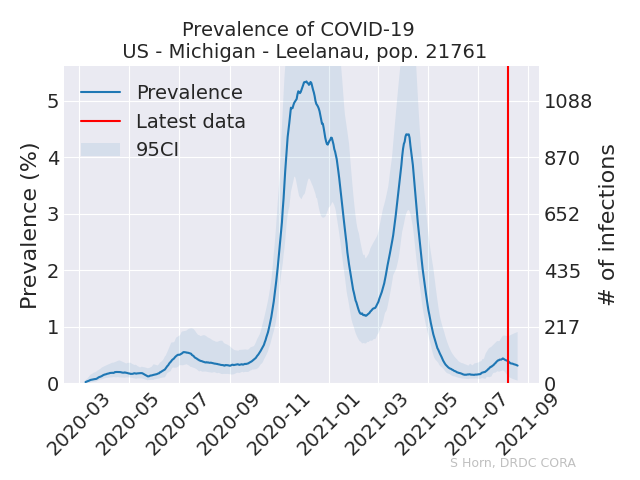 Prevalence of COVID-19
US - Michigan - Leelanau, pop. 21761
Prevalence
Latest data
95CI
Prevalence (%)
5
4
3
2
1
0
1088
870
652
435
217
0
# of infections
2020-03
2020-05
2020-07
2020-09
2020-11
2021-01
2021-03
2021-05
2021-07
2021-09
S Horn, DRDC CORA